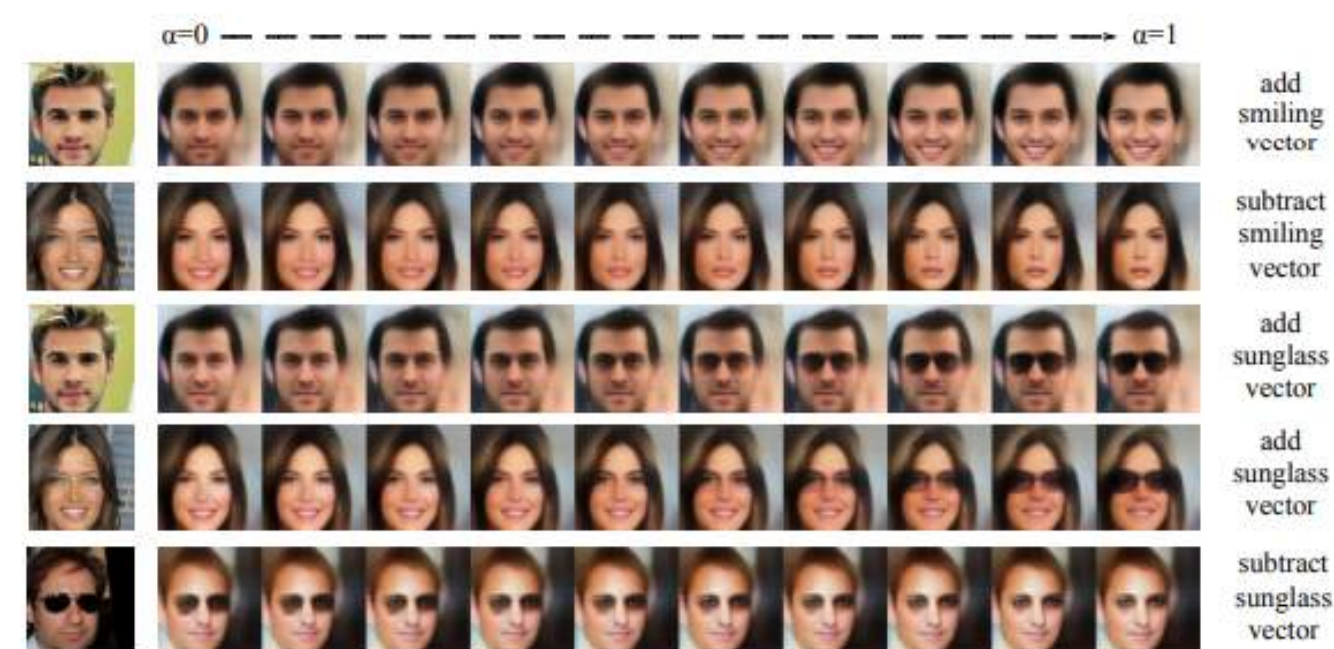 α=0 α=1
add
smiling
vector
subtract
smiling
vector
add
sunglass
vector
add
sunglass
vector
subtract
sunglass
vector